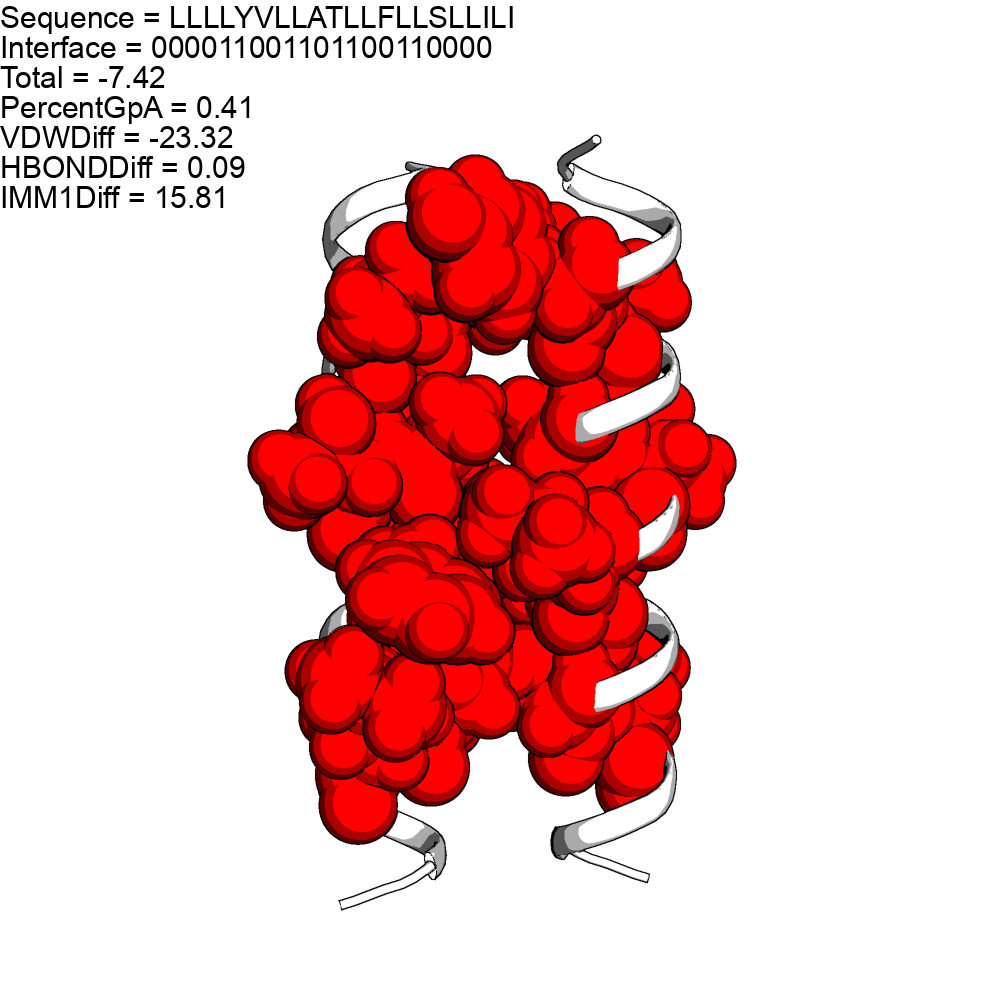 Sequence = LLLLYVLLATLLFLLSLLILI
Interface = 000011001101100110000
Total = -7.42
PercentGpA = 0.41
VDWDiff = -23.32
HBONDDiff = 0.09
IMM1Diff = 15.81